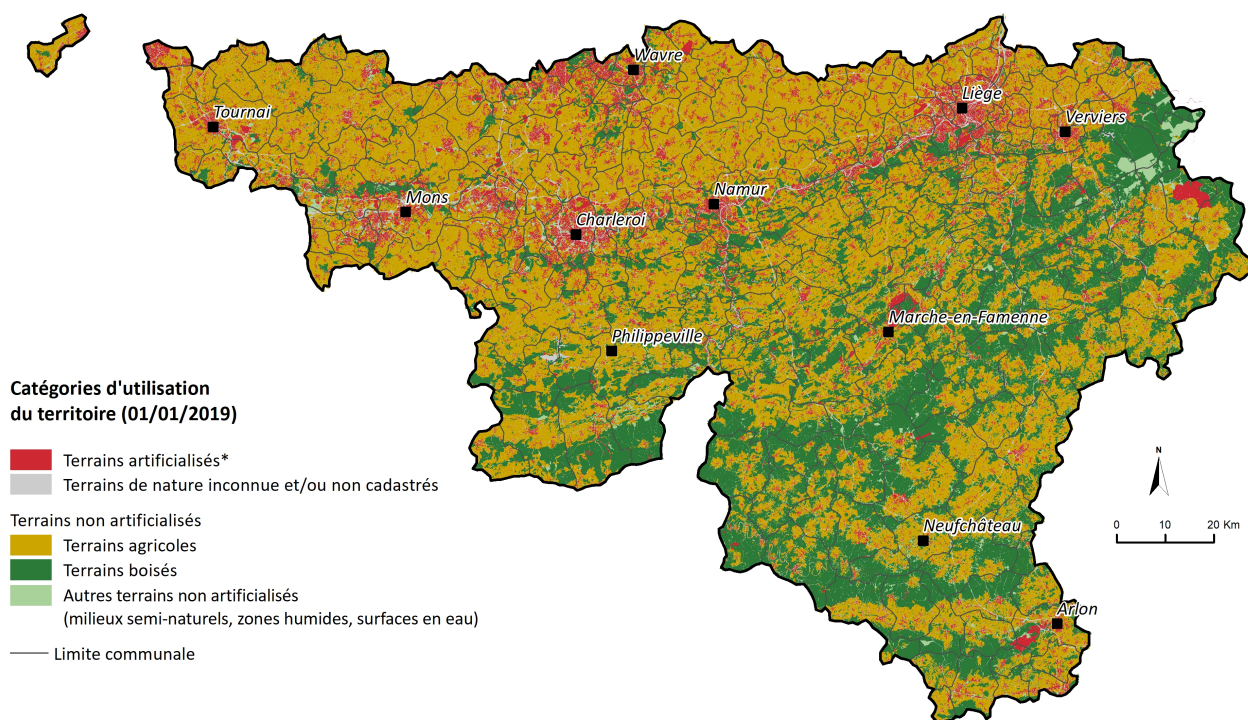 Wavre
Liège
Tournai
Verviers
Mons
Namur
Charleroi
Marche-en-Famenne
Philippeville
Neufchâteau
Arlon
Catégories d'utilisation
du territoire (01/01/2019)
Terrains artificialisés*
Terrains de nature inconnue et/ou non cadastrés
Terrains non artificialisés
Terrains agricoles
Terrains boisés
Autres terrains non artificialisés
(milieux semi-naturels, zones humides, surfaces en eau)
Limite communale
N
0 10 20 Km